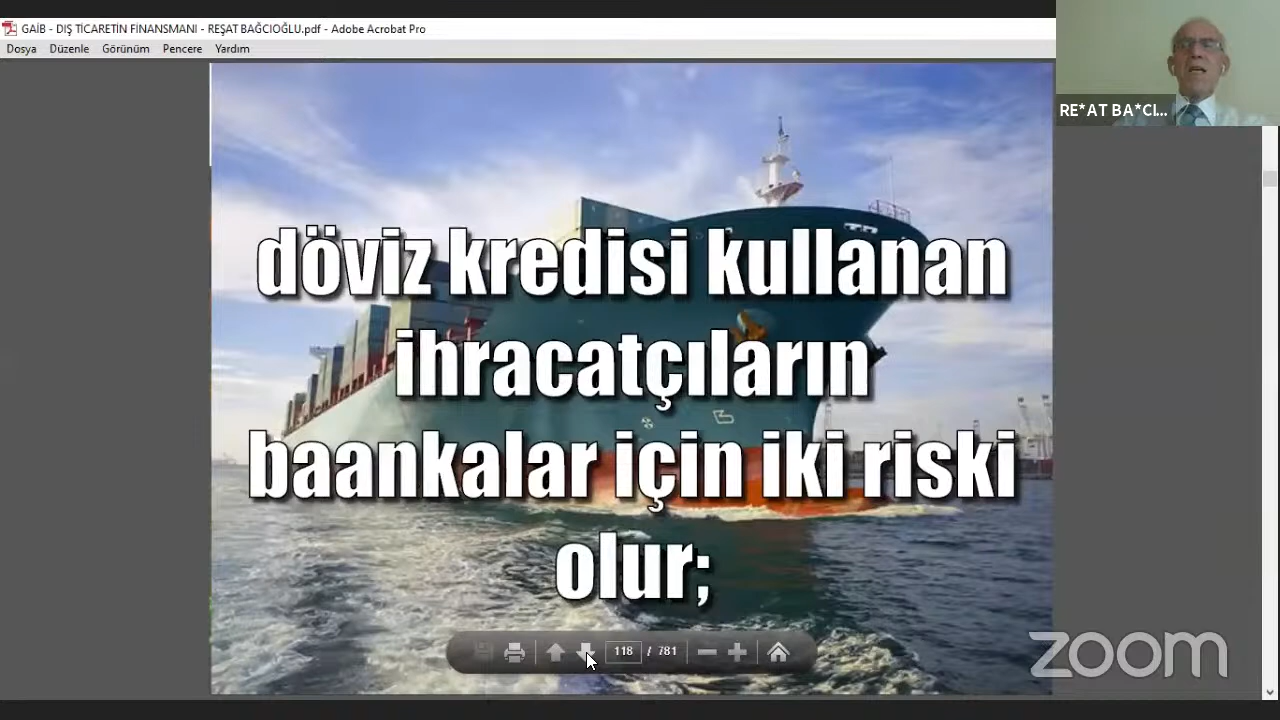 GAİB - DIŞ TİCARETİN FİNANSMANI - REŞAT BAĞCIOĞLU.pdf - Adobe Acrobat Pro
Dosya Düzenle Görünüm Pencere Yardım
RE*AT BA*CI...
döviz kredisi kullanan
ihracatçıların
baankalar için iki riski
olur;
118 / 781
zoom